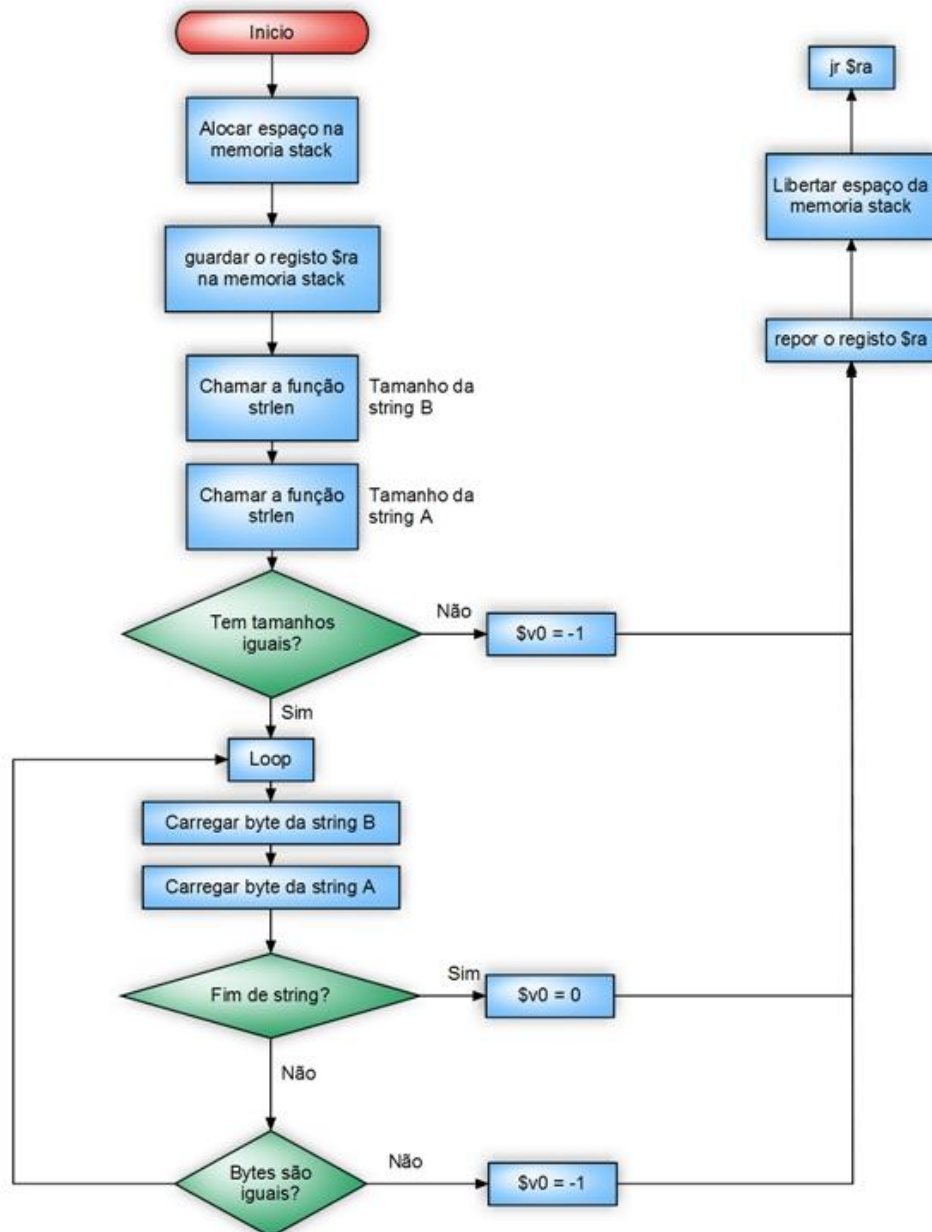 Inicio
Alocar espaço na
memoria stack
guardar o registo $ra
na memoria stack
Chamar a função
strlen
Tamanho da
string B
Chamar a função
strlen
Tamanho da
string A
Tem tamanhos
iguais?
Não
$v0 = -1
Sim
Loop
Carregar byte da string B
Carregar byte da string A
Fim de string?
Sim
$v0 = 0
Não
Bytes são
iguais?
Não
$v0 = -1
repor o registo $ra
Libertar espaço da
memoria stack
jr $ra